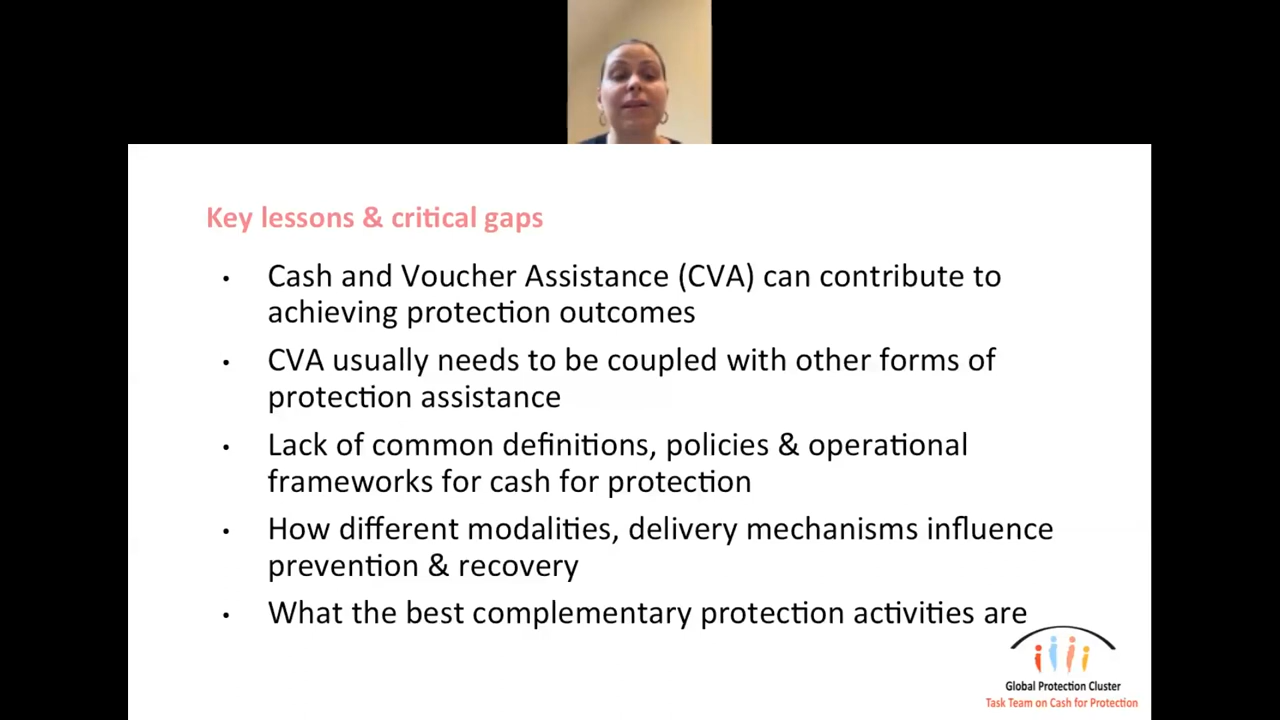 Key lessons & critical gaps
• Cash and Voucher Assistance (CVA) can contribute to
achieving protection outcomes
• CVA usually needs to be coupled with other forms of
protection assistance
• Lack of common definitions, policies & operational
frameworks for cash for protection
• How different modalities, delivery mechanisms influence
prevention & recovery
• What the best complementary protection activities are
Global Protection Cluster
Task Team on Cash for Protection